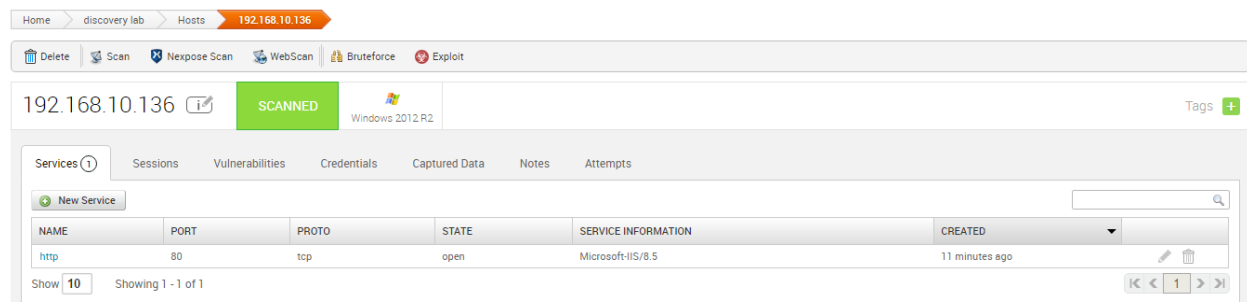 Home discovery lab Hosts 192.168.10.136
Delete Scan Nexpose Scan WebScan Bruteforce Exploit
192.168.10.136 SCANNED Windows 2012 R2 Tags
Services 1 Sessions Vulnerabilities Credentials Captured Data Notes Attempts
New Service
NAME PORT PROTO STATE SERVICE INFORMATION CREATED
http 80 tcp open Microsoft-IIS/8.5 11 minutes ago
Show 10 Showing 1 - 1 of 1 1